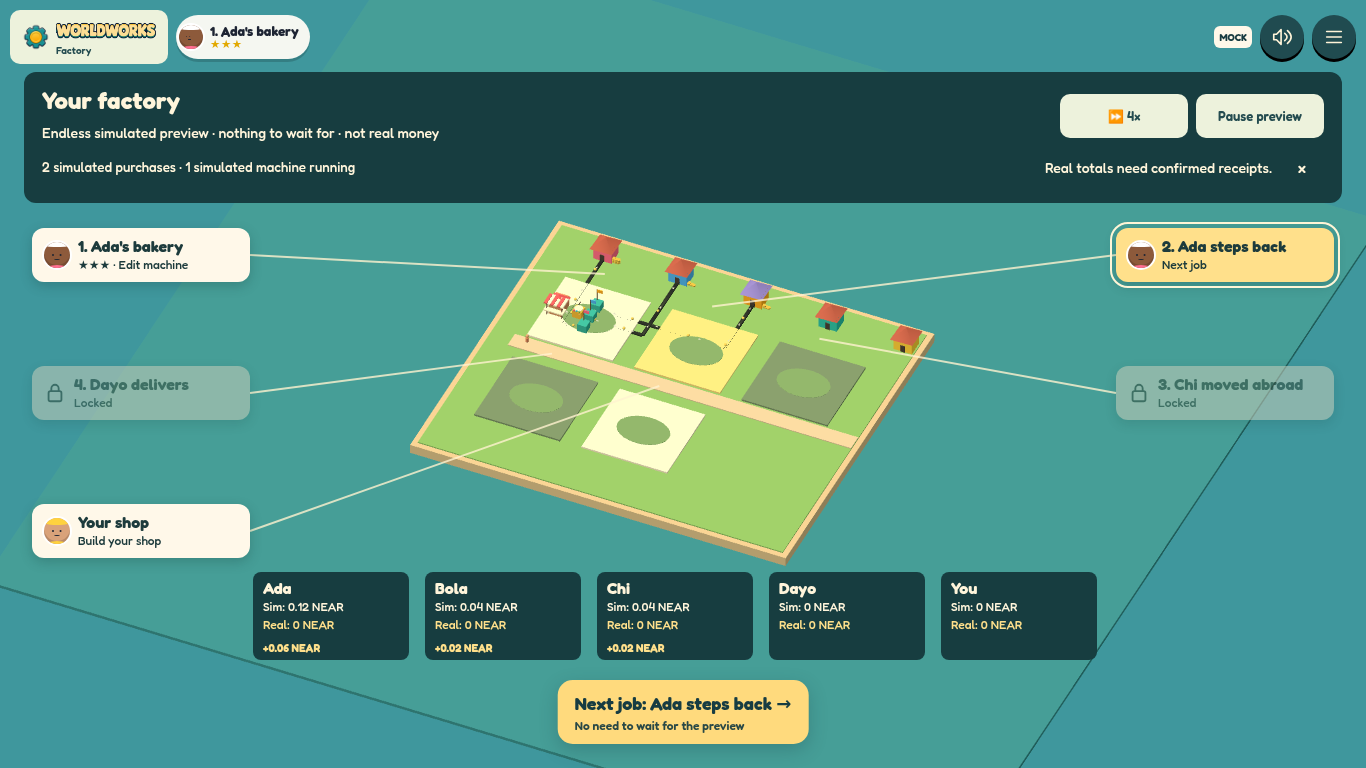 WORLDWORKS
Factory
1. Ada's bakery
★★★
MOCK
Your factory
Endless simulated preview · nothing to wait for · not real money
⏩ 4x
Pause preview
2 simulated purchases · 1 simulated machine running
Real totals need confirmed receipts.
×
1. Ada's bakery
★★★ · Edit machine
2. Ada steps back
Next job
4. Dayo delivers
Locked
3. Chi moved abroad
Locked
Your shop
Build your shop
Ada
Sim: 0.12 NEAR
Real: 0 NEAR
+0.06 NEAR
Bola
Sim: 0.04 NEAR
Real: 0 NEAR
+0.02 NEAR
Chi
Sim: 0.04 NEAR
Real: 0 NEAR
+0.02 NEAR
Dayo
Sim: 0 NEAR
Real: 0 NEAR
You
Sim: 0 NEAR
Real: 0 NEAR
Next job: Ada steps back →
No need to wait for the preview